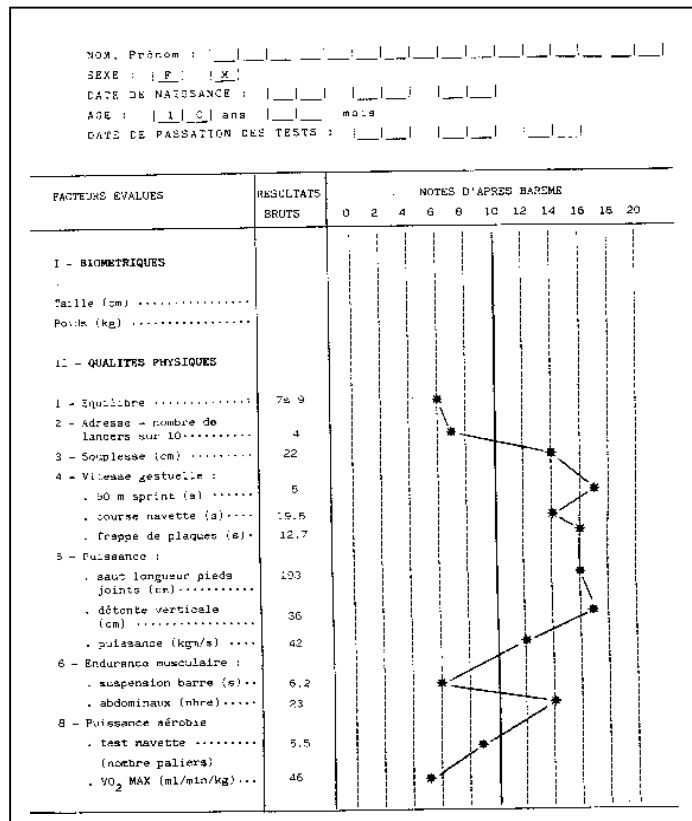 NOM, Prénom :
SEXE : F M
DATE DE NAISSANCE :
AGE : 1 0 ans mois
DATE DE PASSATION DES TESTS :
FACTEURS EVALUES RESULTATS BRUTS NOTES D'APRES BAREME
0 2 4 6 8 10 12 14 16 20
I - BIOMETRIQUES
Taille (cm) ................
Poids (kg) ................
II - QUALITES PHYSIQUES
1 - Equilibre ............. 7s 9
2 - Adresse - nombre de
lancers sur 10.......... 4
3 - Souplesse (cm) ......... 22
4 - Vitesse gestuelle :
. 50 m sprint (s) ......
. course navette (s)..... 19.5
. frappe de plaques (s). 12.7
5 - Puissance :
. saut longueur pieds 193
joints (cm) ...........
. détente verticale
(cm) ................. 36
. puissance (kgm/s) .... 42
6 - Endurance musculaire :
. suspension barre (s).. 6.2
. abdominaux (nbre)..... 23
8 - Puissance aérobie
. test navette ......... 5.5
(nombre paliers)
. VO2 MAX (ml/min/kg)... 46